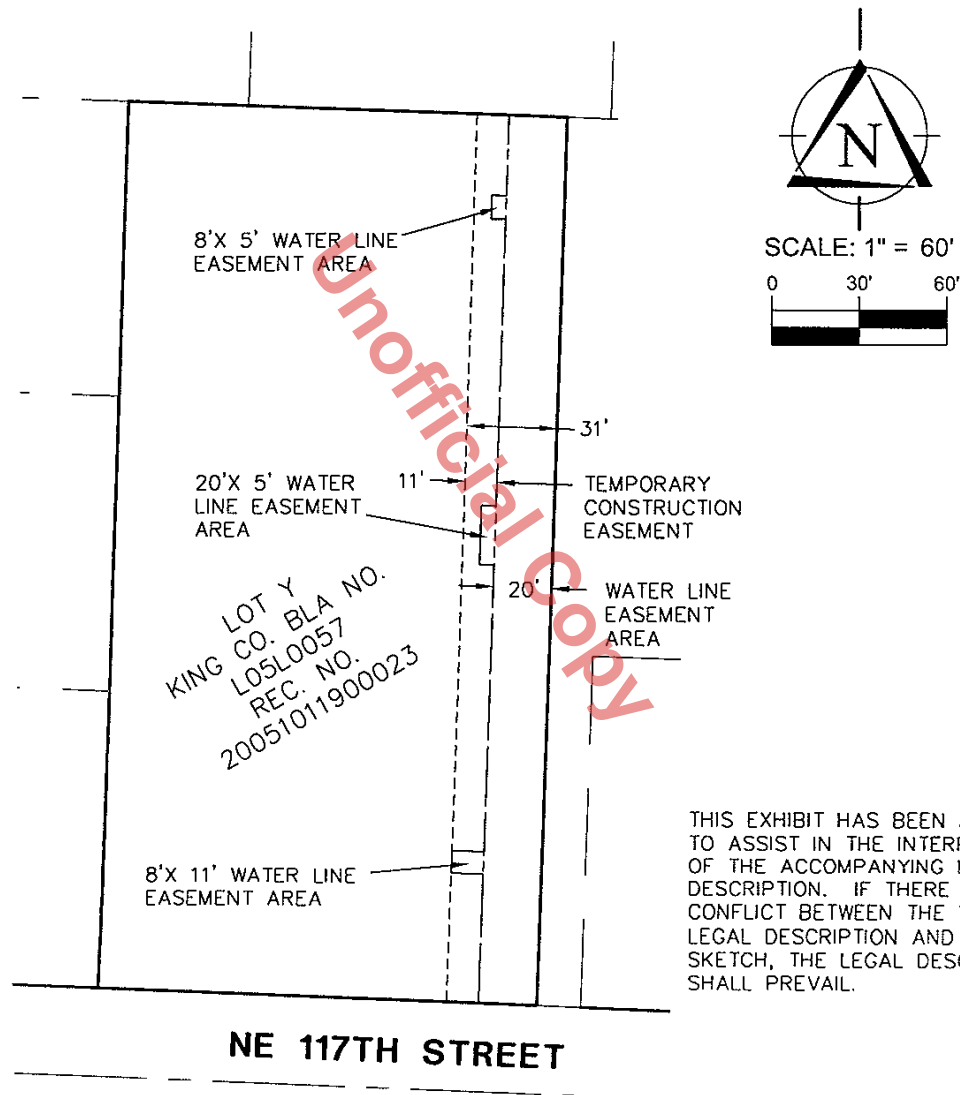 N
SCALE: 1" = 60'
0 30' 60'
8'X 5' WATER LINE
EASEMENT AREA
31'
20'X 5' WATER
LINE EASEMENT
AREA
11'
TEMPORARY
CONSTRUCTION
EASEMENT
20'
WATER LINE
EASEMENT
AREA
LOT Y
KING CO. BLA NO.
L05L0057
REC. NO.
20051011900023
8'X 11' WATER LINE
EASEMENT AREA
THIS EXHIBIT HAS BEEN
TO ASSIST IN THE
OF THE ACCOMPANYING
DESCRIPTION. IF THERE
CONFLICT BETWEEN THE
LEGAL DESCRIPTION AND
SKETCH, THE LEGAL
SHALL PREVAIL.
NE 117TH STREET
Unofficial Copy